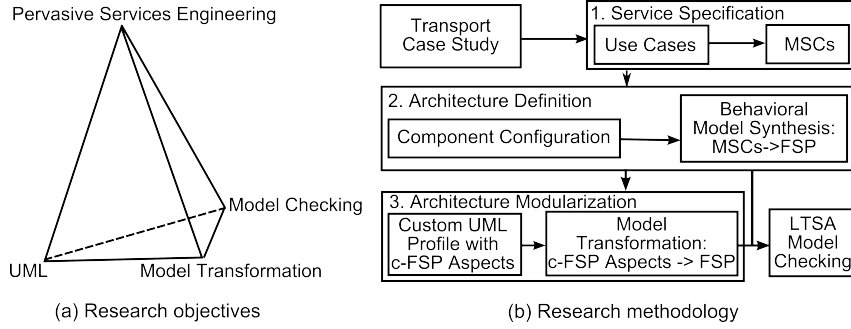 Pervasive Services Engineering
Model Checking
UML
Model Transformation
(a) Research objectives
Transport
Case Study
1. Service Specification
Use Cases
MSCs
2. Architecture Definition
Component Configuration
Behavioral
Model Synthesis:
MSCs->FSP
3. Architecture Modularization
Custom UML
Profile with
c-FSP Aspects
Model
Transformation:
c-FSP Aspects -> FSP
LTSA
Model
Checking
(b) Research methodology